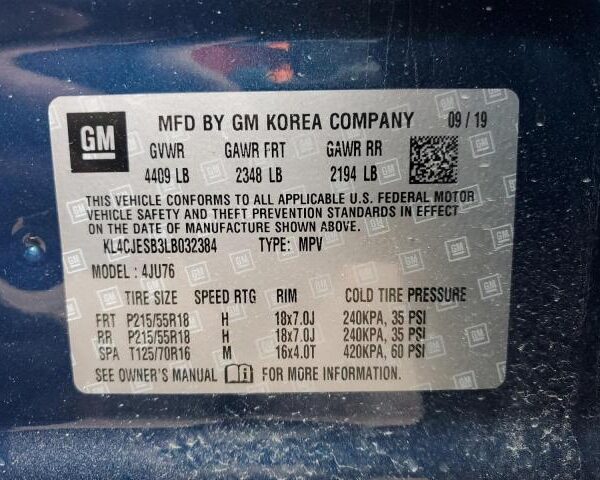 GM
MFD BY GM KOREA COMPANY 09/19
GVWR GAWR FRT GAWR RR
4409 LB 2348 LB 2194 LB
THIS VEHICLE CONFORMS TO ALL APPLICABLE U.S. FEDERAL MOTOR
VEHICLE SAFETY AND THEFT PREVENTION STANDARDS IN EFFECT
ON THE DATE OF MANUFACTURE SHOWN ABOVE.
KL4CJESB3LB032384 TYPE: MPV
MODEL: 4JU76
TIRE SIZE SPEED RTG RIM COLD TIRE PRESSURE
FRT P215/55R18 H 18x7.0J 240KPA, 35 PSI
RR P215/55R18 H 18x7.0J 240KPA, 35 PSI
SPA T125/70R16 M 16x4.0T 420KPA, 60 PSI
SEE OWNER'S MANUAL FOR MORE INFORMATION.